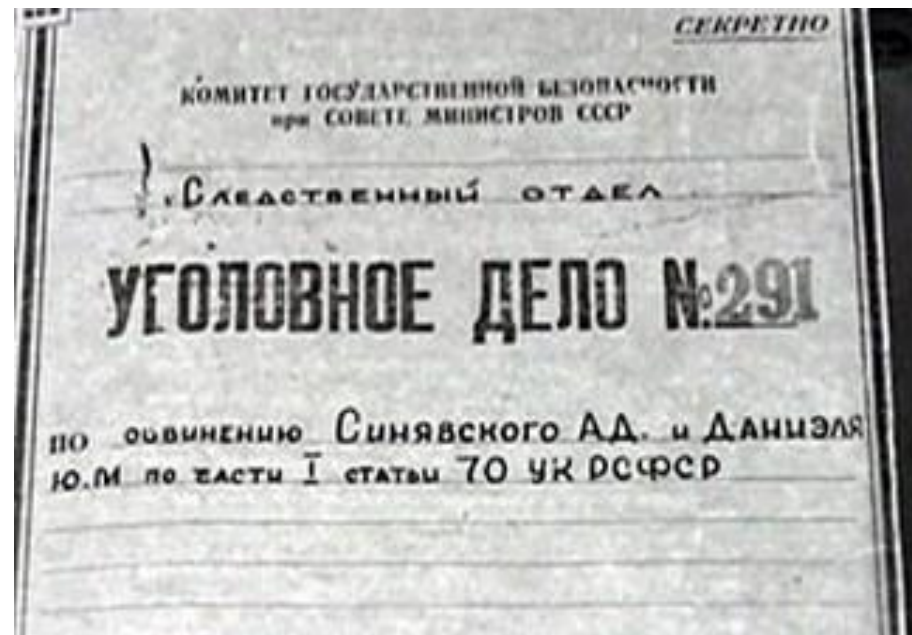 СЕКРЕТНО
КОМИТЕТ ГОСУДАРСТВЕННОЙ БЕЗОПАСНОСТИ
при СОВЕТЕ МИНИСТРОВ СССР
Следственный отдел
УГОЛОВНОЕ ДЕЛО №291
по обвинению Синявского А.Д. и Даниэля
Ю.М по части I статьи 70 УК РСФСР